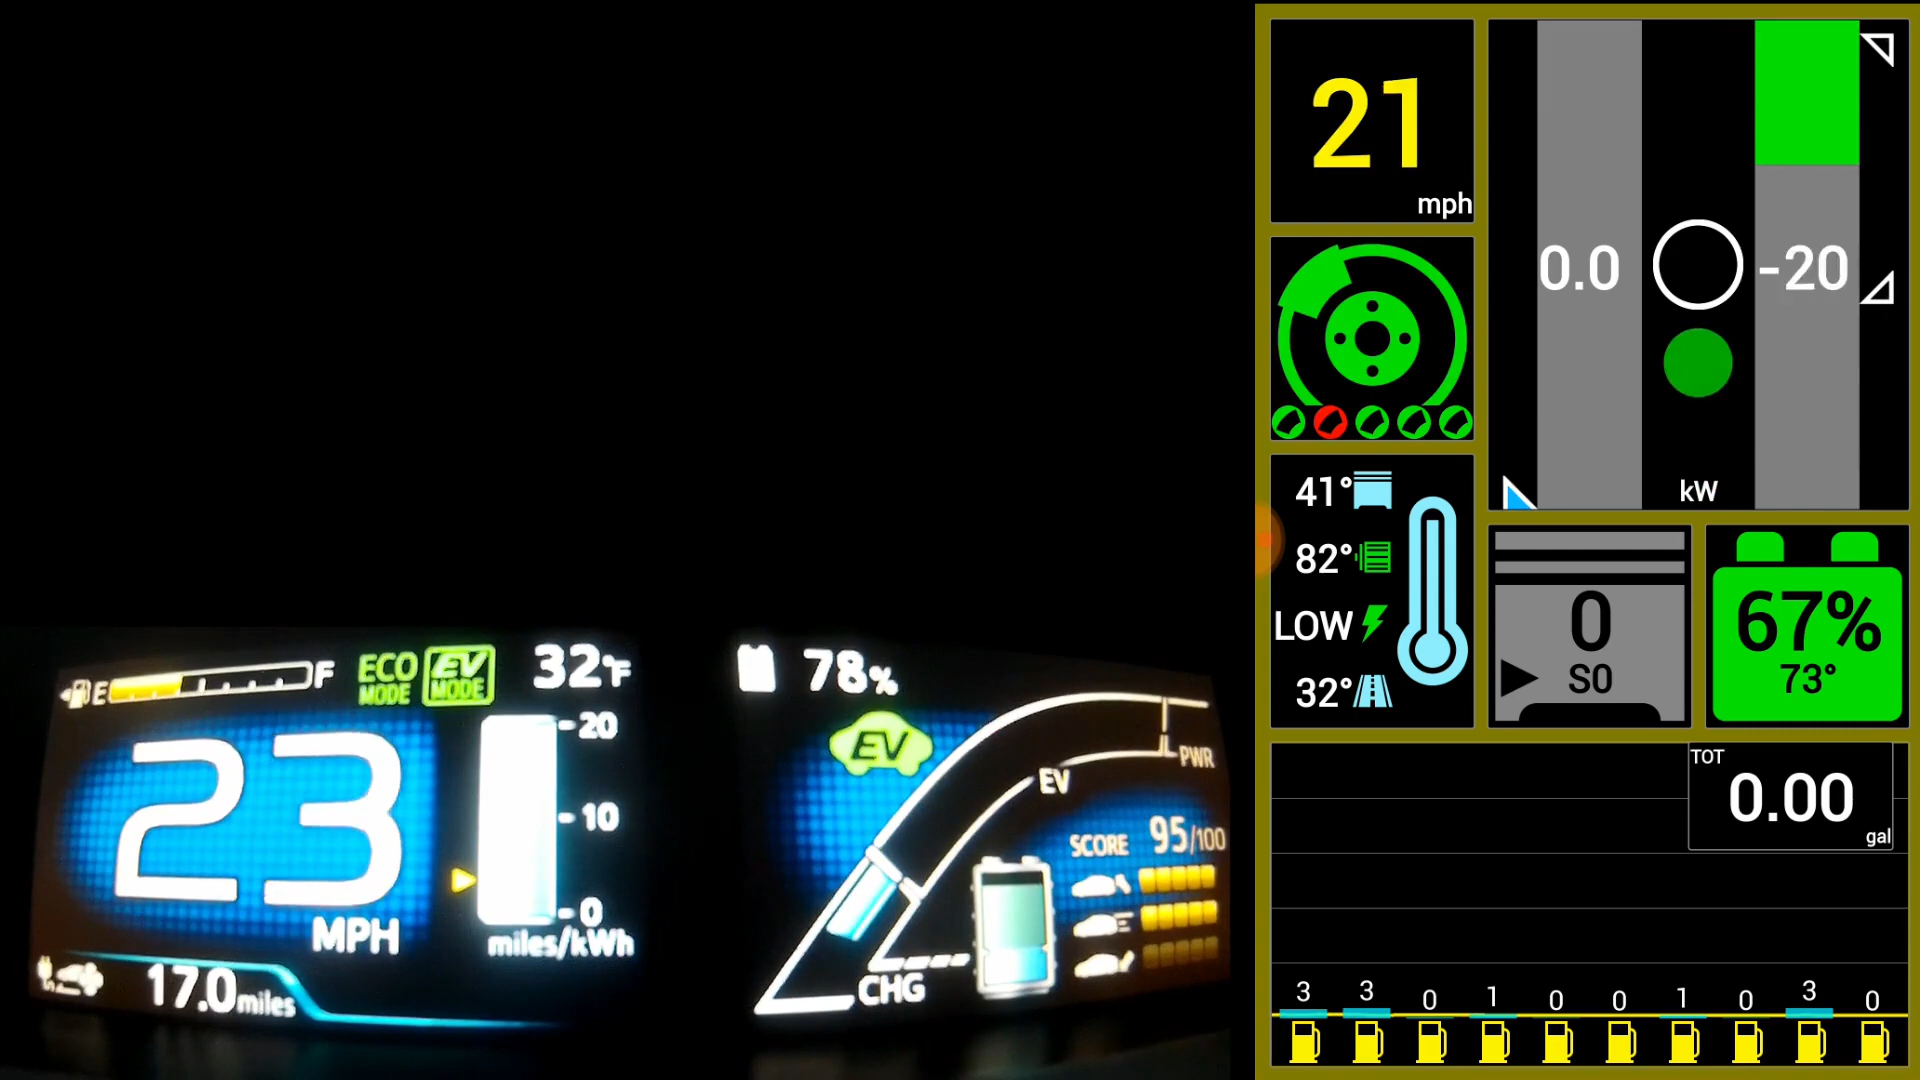 E F ECO MODE EV MODE 32°F
23 MPH
20
10
0
miles/kWh
17.0 miles
78%
EV
EV
PWR
SCORE 95/100
CHG
21
mph
0.0 -20
kW
41°
82°
LOW
32°
0
S0
67%
73°
TOT
0.00
gal
3 3 0 1 0 0 1 0 3 0